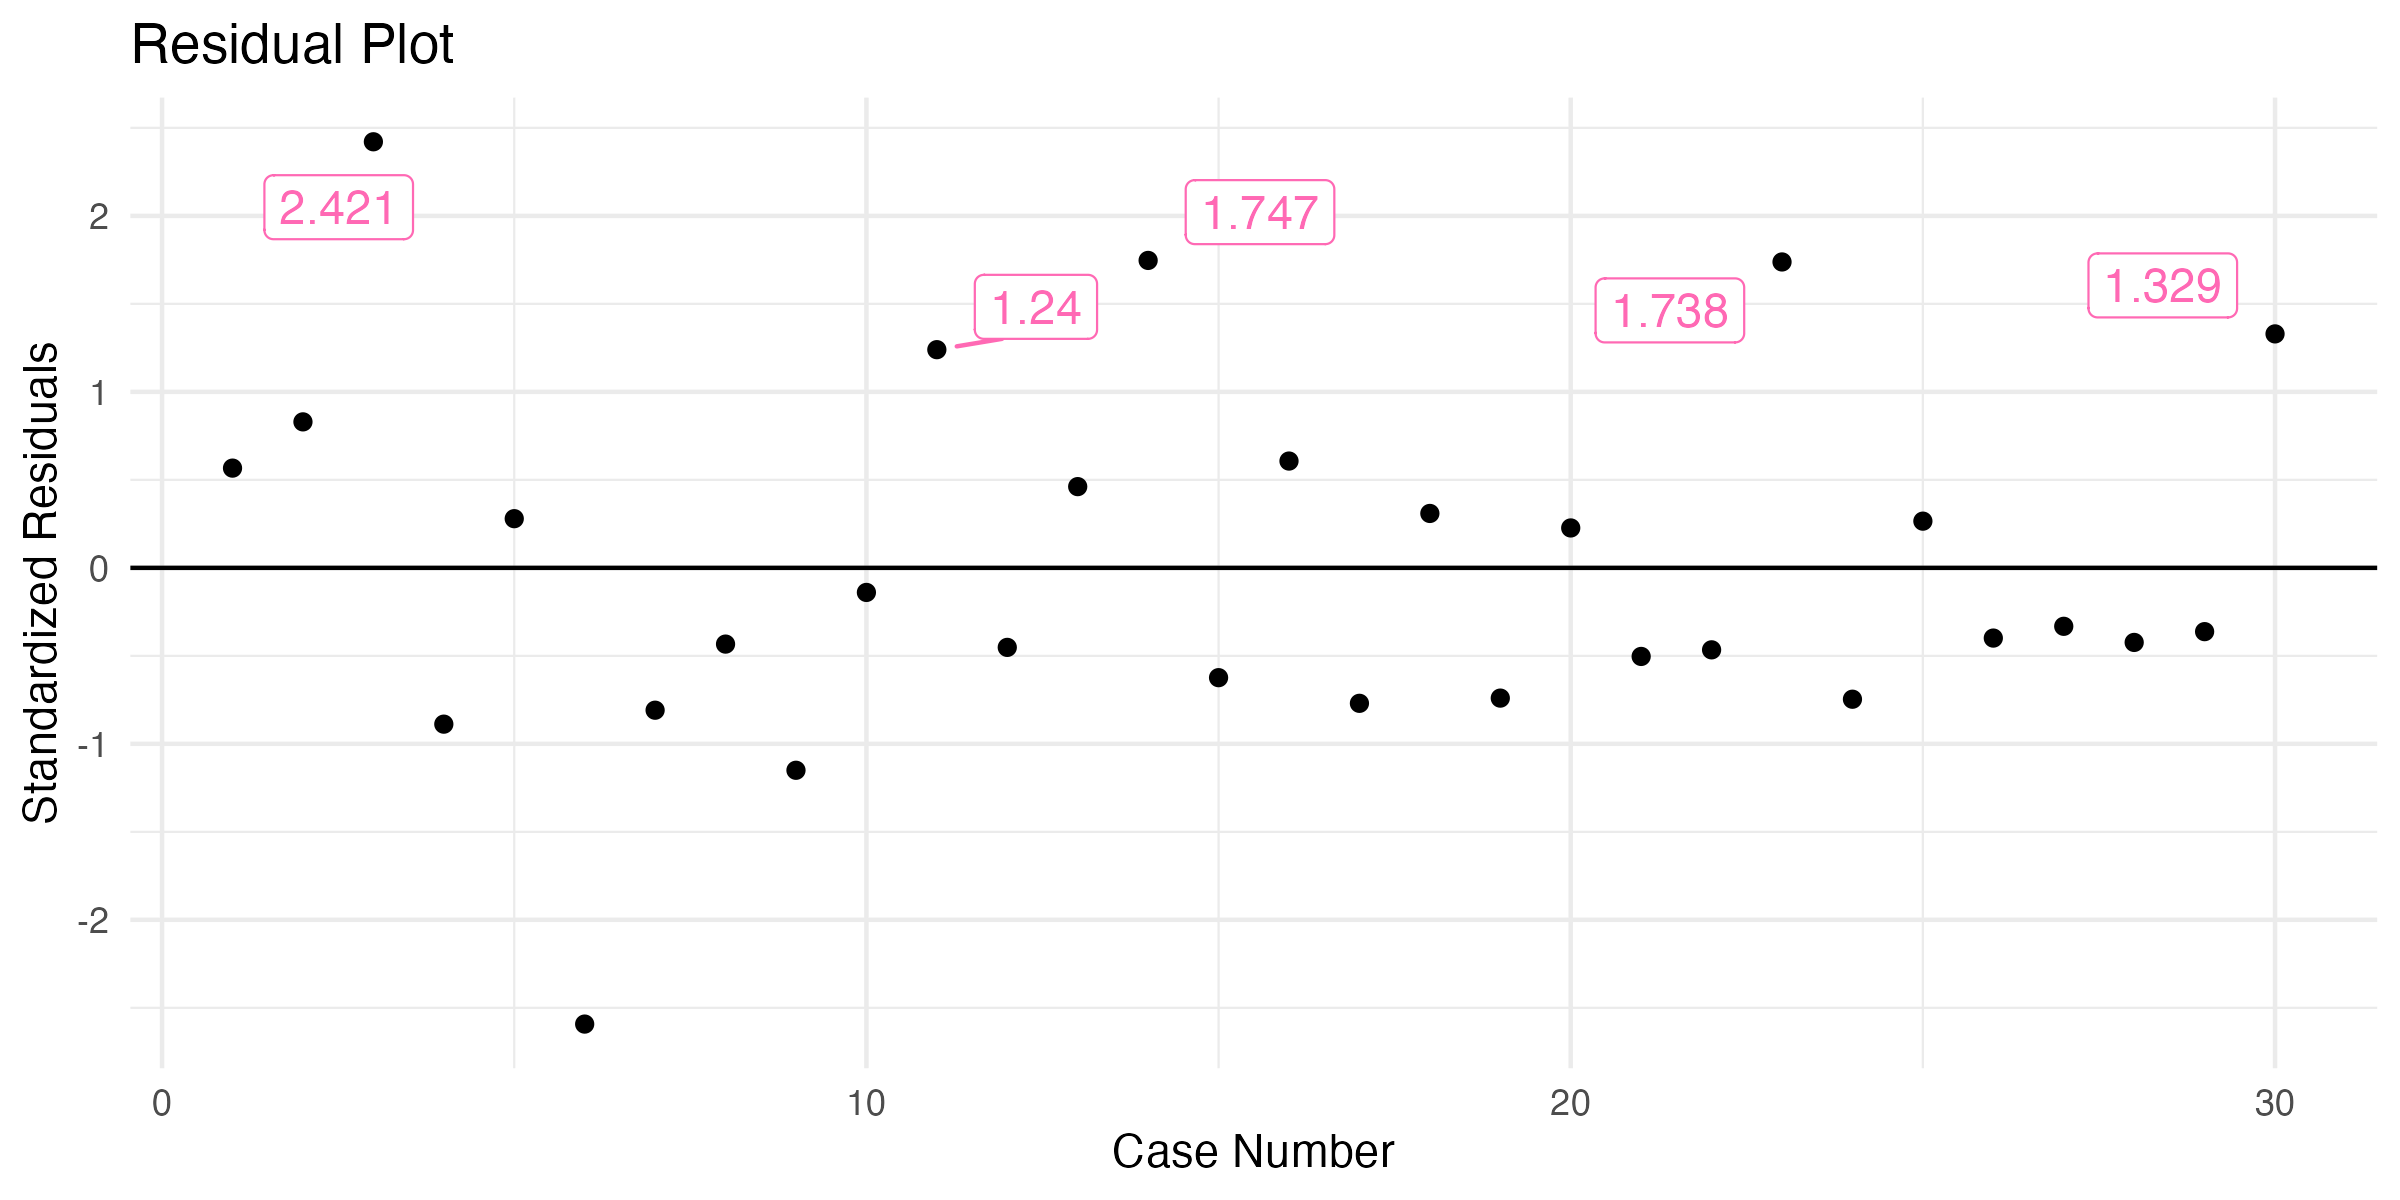 Residual Plot
2.421
1.747
1.24
1.738
1.329
Standardized Residuals
2
1
0
-1
-2
0 10 20 30
Case Number